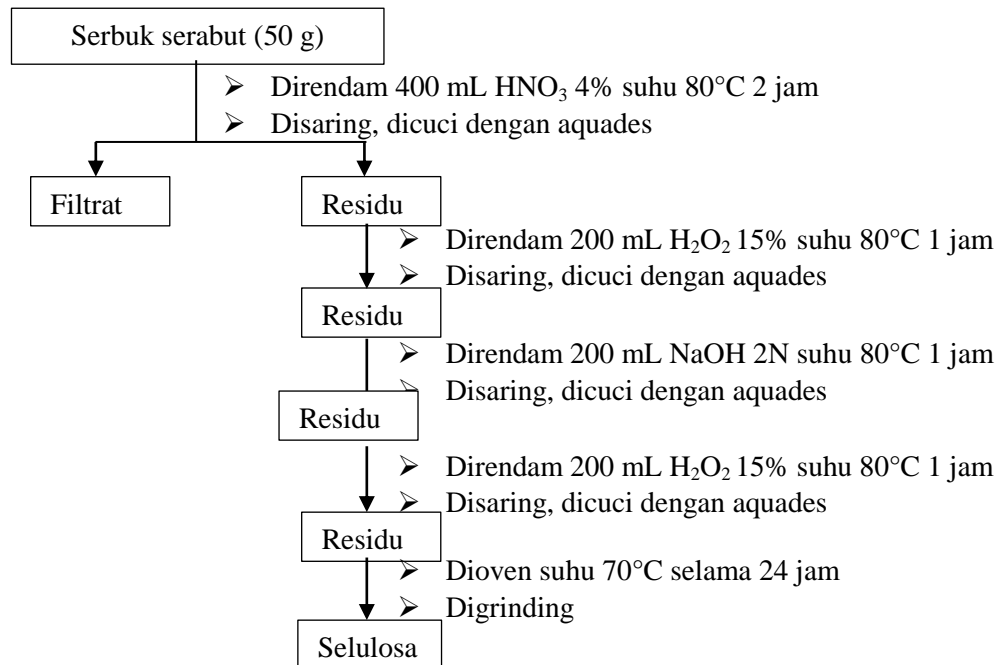 Serbuk serabut (50 g)
➢ Direndam 400 mL HNO₃ 4% suhu 80°C 2 jam
➢ Disaring, dicuci dengan aquades
Filtrat
Residu
➢ Direndam 200 mL H₂O₂ 15% suhu 80°C 1 jam
➢ Disaring, dicuci dengan aquades
Residu
➢ Direndam 200 mL NaOH 2N suhu 80°C 1 jam
➢ Disaring, dicuci dengan aquades
Residu
➢ Direndam 200 mL H₂O₂ 15% suhu 80°C 1 jam
➢ Disaring, dicuci dengan aquades
Residu
➢ Dioven suhu 70°C selama 24 jam
➢ Digrinding
Selulosa